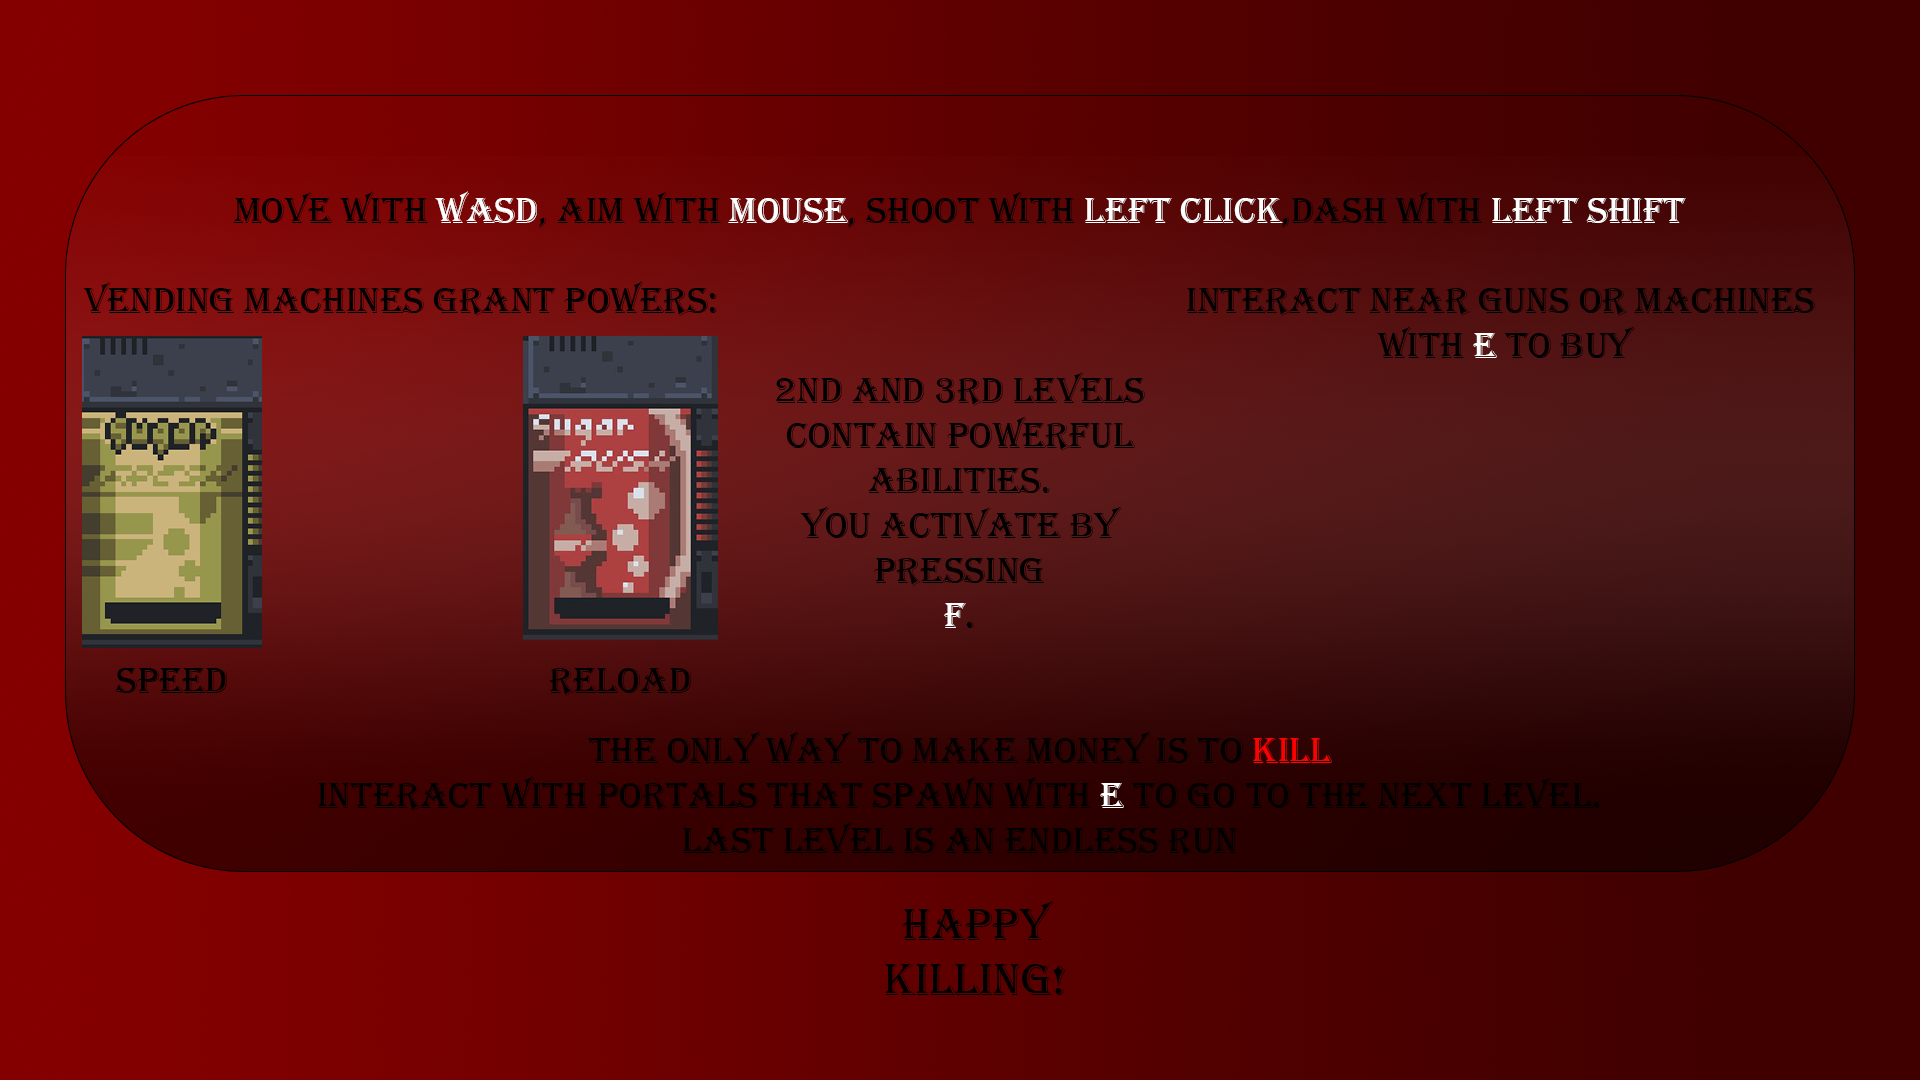 MOVE WITH WASD, AIM WITH MOUSE, SHOOT WITH LEFT CLICK,DASH WITH LEFT SHIFT
VENDING MACHINES GRANT POWERS:
Sugar
SPEED
RELOAD
2ND AND 3RD LEVELS
CONTAIN POWERFUL
ABILITIES.
YOU ACTIVATE BY
PRESSING
F.
INTERACT NEAR GUNS OR MACHINES
WITH E TO BUY
THE ONLY WAY TO MAKE MONEY IS TO KILL
INTERACT WITH PORTALS THAT SPAWN WITH E TO GO TO THE NEXT LEVEL.
LAST LEVEL IS AN ENDLESS RUN
HAPPY
KILLING!